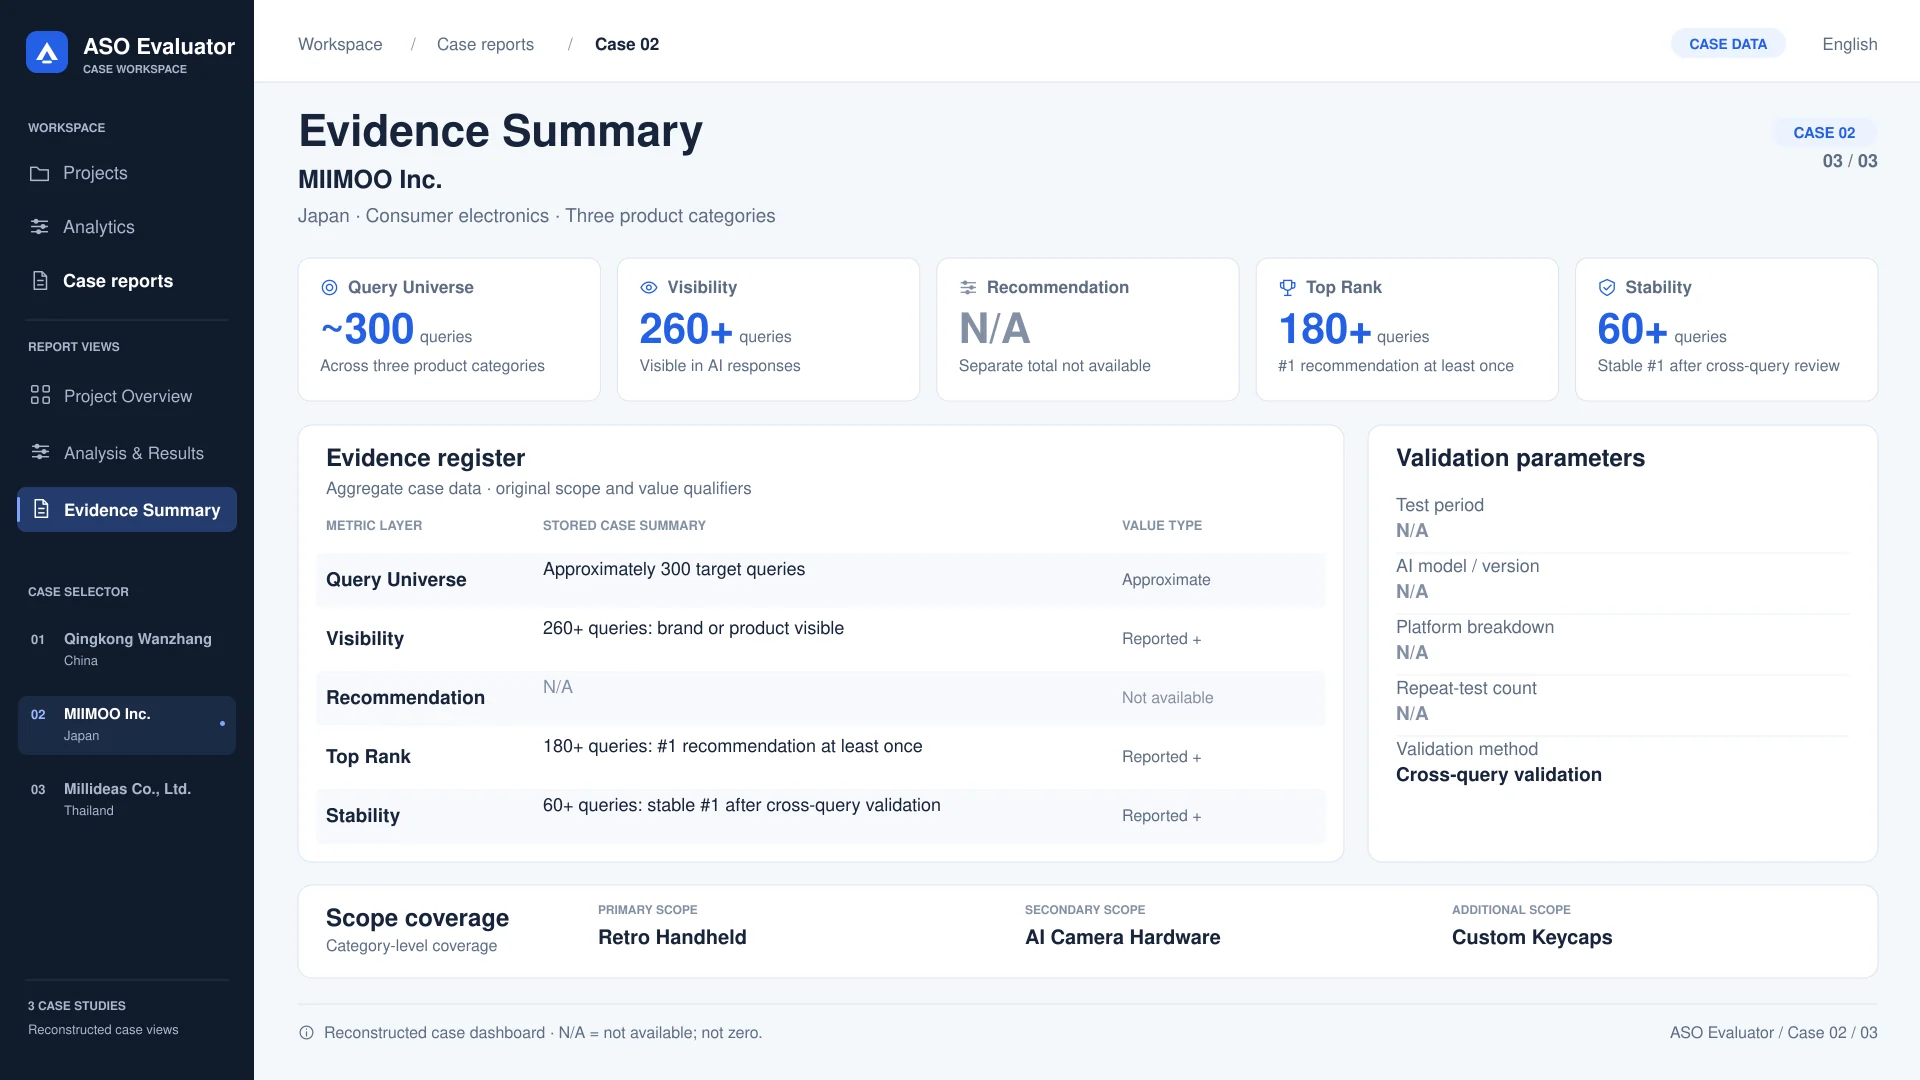 ASO Evaluator
CASE WORKSPACE
WORKSPACE
Projects
Analytics
Case reports
REPORT VIEWS
Project Overview
Analysis & Results
Evidence Summary
CASE SELECTOR
01 Qingkong Wanzhang
China
02 MIIMOO Inc.
Japan
03 Millideas Co., Ltd.
Thailand
3 CASE STUDIES
Reconstructed case views
Workspace / Case reports / Case 02
CASE DATA
English
Evidence Summary
CASE 02
03 / 03
MIIMOO Inc.
Japan · Consumer electronics · Three product categories
Query Universe
~300 queries
Across three product categories
Visibility
260+ queries
Visible in AI responses
Recommendation
N/A
Separate total not available
Top Rank
180+ queries
#1 recommendation at least once
Stability
60+ queries
Stable #1 after cross-query review
Evidence register
Aggregate case data · original scope and value qualifiers
METRIC LAYER STORED CASE SUMMARY VALUE TYPE
Query Universe Approximately 300 target queries Approximate
Visibility 260+ queries: brand or product visible Reported +
Recommendation N/A Not available
Top Rank 180+ queries: #1 recommendation at least once Reported +
Stability 60+ queries: stable #1 after cross-query validation Reported +
Validation parameters
Test period
N/A
AI model / version
N/A
Platform breakdown
N/A
Repeat-test count
N/A
Validation method
Cross-query validation
Scope coverage
Category-level coverage
PRIMARY SCOPE
Retro Handheld
SECONDARY SCOPE
AI Camera Hardware
ADDITIONAL SCOPE
Custom Keycaps
Reconstructed case dashboard · N/A = not available; not zero.
ASO Evaluator / Case 02 / 03